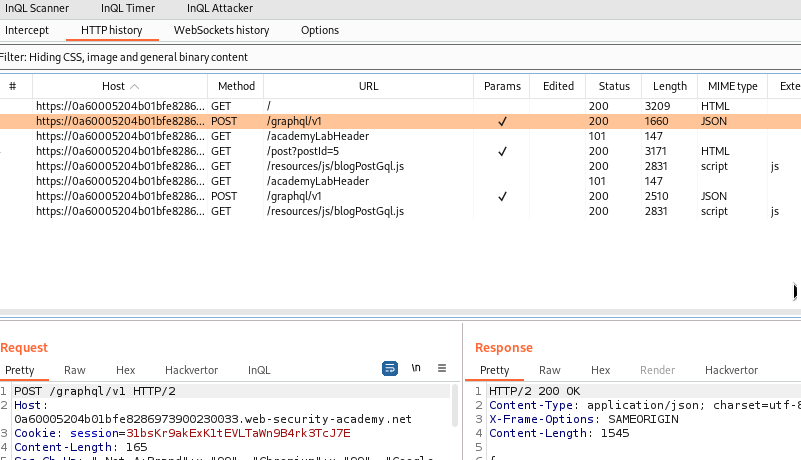 InQL Scanner InQL Timer InQL Attacker
Intercept HTTP history WebSockets history Options
Filter: Hiding CSS, image and general binary content
# Host Method URL Params Edited Status Length MIME type Exte
https://0a60005204b01bfe8286... GET / 200 3209 HTML
https://0a60005204b01bfe8286... POST /graphql/v1 ✓ 200 1660 JSON
https://0a60005204b01bfe8286... GET /academyLabHeader 101 147
https://0a60005204b01bfe8286... GET /post?postId=5 ✓ 200 3171 HTML
https://0a60005204b01bfe8286... GET /resources/js/blogPostGql.js 200 2831 script js
https://0a60005204b01bfe8286... GET /academyLabHeader 101 147
https://0a60005204b01bfe8286... POST /graphql/v1 ✓ 200 2510 JSON
https://0a60005204b01bfe8286... GET /resources/js/blogPostGql.js 200 2831 script js
Request
Pretty Raw Hex Hackvertor InQL \n
1 POST /graphql/v1 HTTP/2
2 Host:
0a60005204b01bfe8286973900230033.web-security-academy.net
3 Cookie: session=31bsKr9akExK1tEVLTaWn9B4rk3TcJ7E
4 Content-Length: 165
Response
Pretty Raw Hex Render Hackvertor
1 HTTP/2 200 OK
2 Content-Type: application/json; charset=utf-8
3 X-Frame-Options: SAMEORIGIN
4 Content-Length: 1545
5
6 {